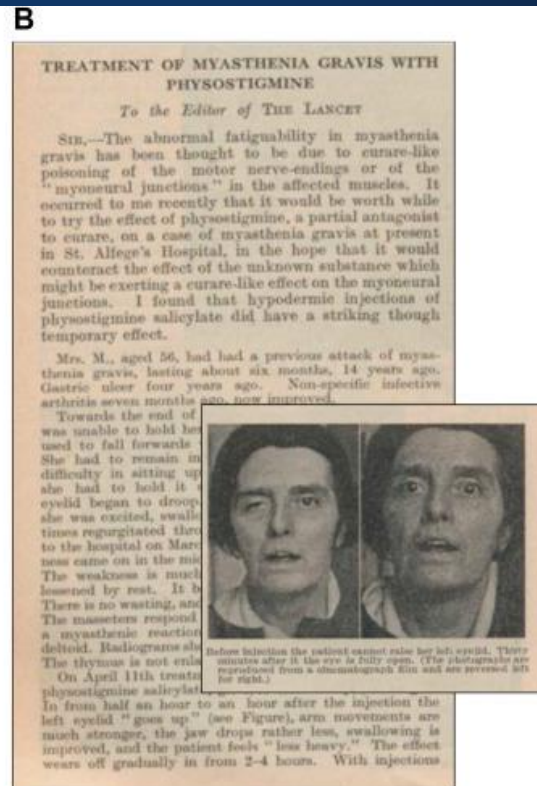 B
TREATMENT OF MYASTHENIA GRAVIS WITH
PHYSOSTIGMINE
To the Editor of THE LANCET
SIR,—The abnormal fatiguability in myasthenia
gravis has been thought to be due to curare-like
poisoning of the motor nerve-endings or of the
"myoneural junctions" in the affected muscles. It
occurred to me recently that it would be worth while
to try the effect of physostigmine, a partial antagonist
to curare, on a case of myasthenia gravis at present
in St. Alfege's Hospital, in the hope that it would
counteract the effect of the unknown substance which
might be exerting a curare-like effect on the myoneural
junctions. I found that hypodermic injections of
physostigmine salicylate did have a striking though
temporary effect.
Mrs. M., aged 56, had had a previous attack of myas-
thenia gravis, lasting about six months, 14 years ago.
Gastric ulcer four years ago. Non-specific infective
arthritis seven months ago, now improved.
Towards the end of
was unable to hold her
used to fall forwards
She had to remain in
difficulty in sitting up
she had to hold it
eyelid began to droop
she was excited, swallo
times regurgitated thro
to the hospital on Marc
ness came on in the mi
The weakness is much
lessened by rest. It b
There is no wasting, and
The masseters respond
a myasthenic reaction
deltoid. Radiograms sho
The thymus is not enla
On April 11th treat
physostigmine salicylat
In from half an hour to an hour after the injection the
left eyelid "goes up" (see Figure), arm movements are
much stronger, the jaw drops rather less, swallowing is
improved, and the patient feels "less heavy." The effect
wears off gradually in from 2-4 hours. With injections
Before injection the patient cannot raise her left eyelid. Thirty
minutes after it the eye is fully open. (The photographs are
reproduced from a cinematograph film and are reversed left
for right.)